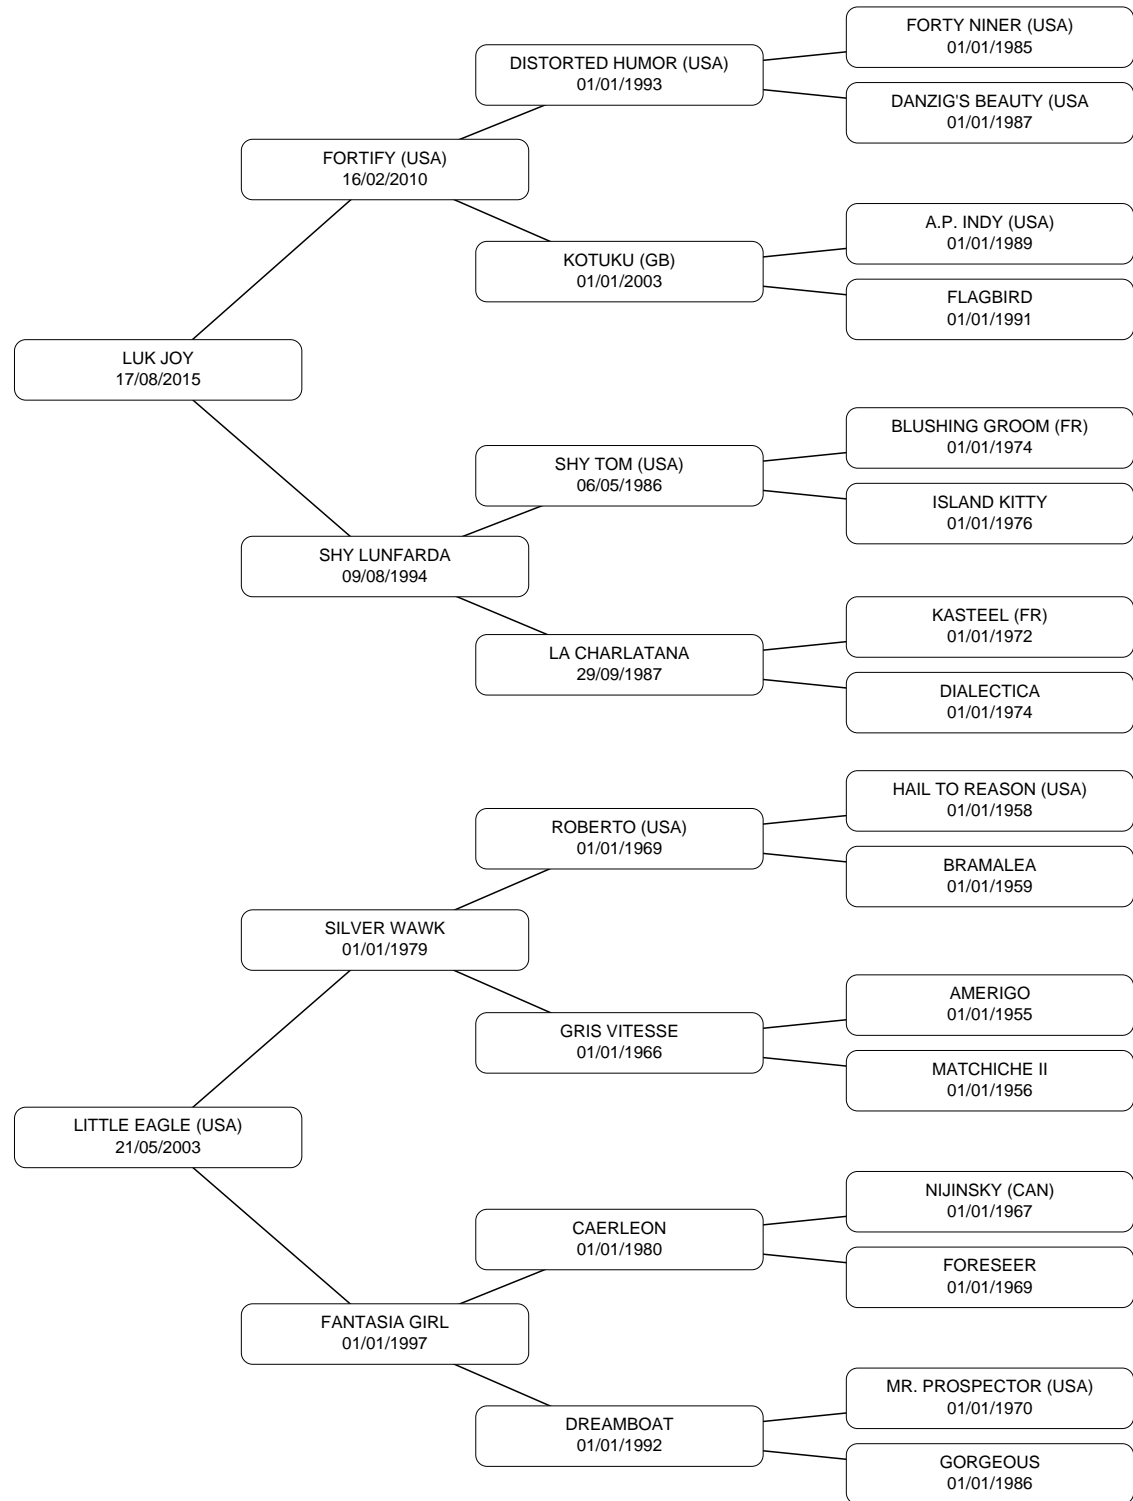 FORTY NINER (USA)
01/01/1985
DISTORTED HUMOR (USA)
01/01/1993
DANZIG'S BEAUTY (USA
01/01/1987
FORTIFY (USA)
16/02/2010
A.P. INDY (USA)
01/01/1989
KOTUKU (GB)
01/01/2003
FLAGBIRD
01/01/1991
LUK JOY
17/08/2015
BLUSHING GROOM (FR)
01/01/1974
SHY TOM (USA)
06/05/1986
ISLAND KITTY
01/01/1976
SHY LUNFARDA
09/08/1994
KASTEEL (FR)
01/01/1972
LA CHARLATANA
29/09/1987
DIALECTICA
01/01/1974
HAIL TO REASON (USA)
01/01/1958
ROBERTO (USA)
01/01/1969
BRAMALEA
01/01/1959
SILVER WAWK
01/01/1979
AMERIGO
01/01/1955
GRIS VITESSE
01/01/1966
MATCHICHE II
01/01/1956
LITTLE EAGLE (USA)
21/05/2003
NIJINSKY (CAN)
01/01/1967
CAERLEON
01/01/1980
FORESEER
01/01/1969
FANTASIA GIRL
01/01/1997
MR. PROSPECTOR (USA)
01/01/1970
DREAMBOAT
01/01/1992
GORGEOUS
01/01/1986